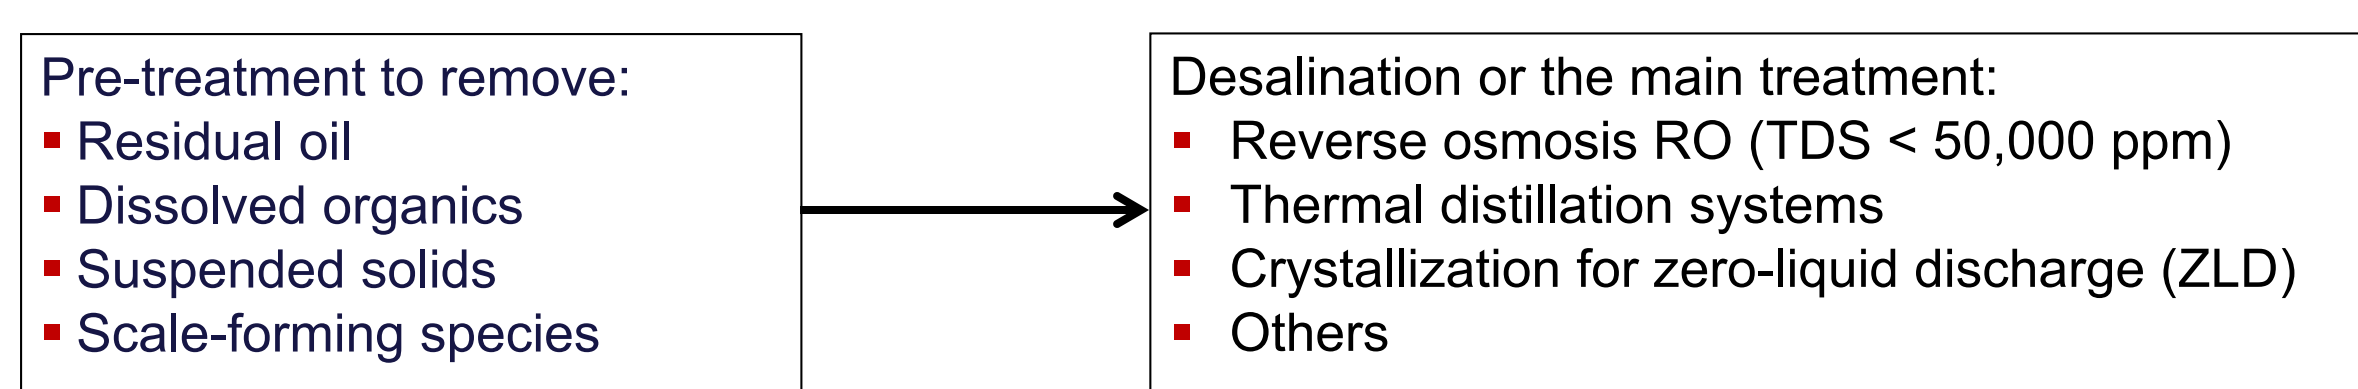 Pre-treatment to remove:
▪ Residual oil
▪ Dissolved organics
▪ Suspended solids
▪ Scale-forming species
Desalination or the main treatment:
▪ Reverse osmosis RO (TDS < 50,000 ppm)
▪ Thermal distillation systems
▪ Crystallization for zero-liquid discharge (ZLD)
▪ Others